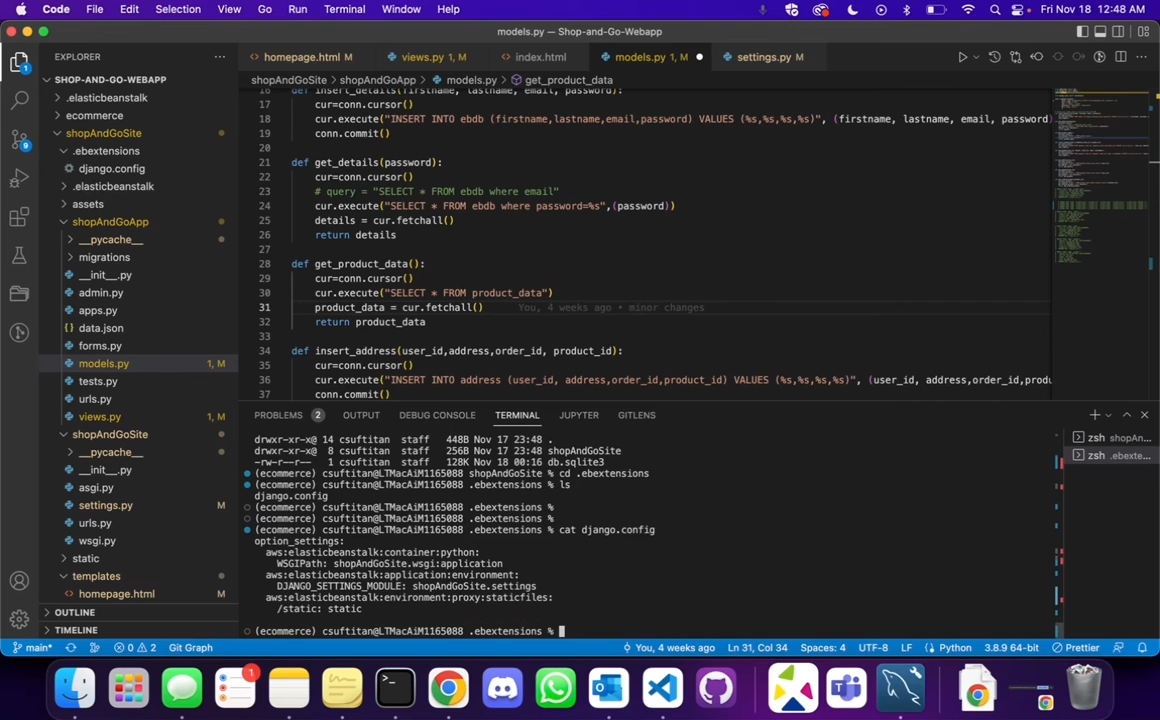 Code File Edit Selection View Go Run Terminal Window Help Fri Nov 18 12:48 AM
models.py — Shop-and-Go-Webapp
EXPLORER
homepage.html M
views.py 1, M
index.html
models.py 1, M
settings.py M
shopAndGoSite > shopAndGoApp > models.py > get_product_data
SHOP-AND-GO-WEBAPP
.elasticbeanstalk
ecommerce
shopAndGoSite
.ebextensions
django.config
.elasticbeanstalk
assets
shopAndGoApp
__pycache__
migrations
__init__.py
admin.py
apps.py
data.json
forms.py
models.py 1, M
tests.py
urls.py
views.py 1, M
shopAndGoSite
__pycache__
__init__.py
asgi.py
settings.py M
urls.py
wsgi.py
static
templates
homepage.html M
OUTLINE
TIMELINE
16 def insert_details(firstname, lastname, email, password):
17 cur=conn.cursor()
18 cur.execute("INSERT INTO ebdb (firstname,lastname,email,password) VALUES (%s,%s,%s,%s)", (firstname, lastname, email, password)
19 conn.commit()
20
21 def get_details(password):
22 cur=conn.cursor()
23 # query = "SELECT * FROM ebdb where email"
24 cur.execute("SELECT * FROM ebdb where password=%s",(password))
25 details = cur.fetchall()
26 return details
27
28 def get_product_data():
29 cur=conn.cursor()
30 cur.execute("SELECT * FROM product_data")
31 product_data = cur.fetchall() You, 4 weeks ago • minor changes
32 return product_data
33
34 def insert_address(user_id,address,order_id, product_id):
35 cur=conn.cursor()
36 cur.execute("INSERT INTO address (user_id, address,order_id,product_id) VALUES (%s,%s,%s,%s)", (user_id, address,order_id,produ
37 conn.commit()
PROBLEMS 2 OUTPUT DEBUG CONSOLE TERMINAL JUPYTER GITLENS
drwxr-xr-x@ 14 csuftitan staff 448B Nov 17 23:48 .
drwxr-xr-x@ 8 csuftitan staff 256B Nov 17 23:48 shopAndGoSite
-rw-r--r-- 1 csuftitan staff 128K Nov 18 00:16 db.sqlite3
(ecommerce) csuftitan@LTMacAiM1165088 shopAndGoSite % cd .ebextensions
(ecommerce) csuftitan@LTMacAiM1165088 .ebextensions % ls
django.config
(ecommerce) csuftitan@LTMacAiM1165088 .ebextensions %
(ecommerce) csuftitan@LTMacAiM1165088 .ebextensions %
(ecommerce) csuftitan@LTMacAiM1165088 .ebextensions % cat django.config
option_settings:
aws:elasticbeanstalk:container:python:
WSGIPath: shopAndGoSite.wsgi:application
aws:elasticbeanstalk:application:environment:
DJANGO_SETTINGS_MODULE: shopAndGoSite.settings
aws:elasticbeanstalk:environment:proxy:staticfiles:
/static: static
(ecommerce) csuftitan@LTMacAiM1165088 .ebextensions %
zsh shopAn...
zsh .ebexte...
main* 0 2 Git Graph You, 4 weeks ago Ln 31, Col 34 Spaces: 4 UTF-8 LF Python 3.8.9 64-bit Prettier